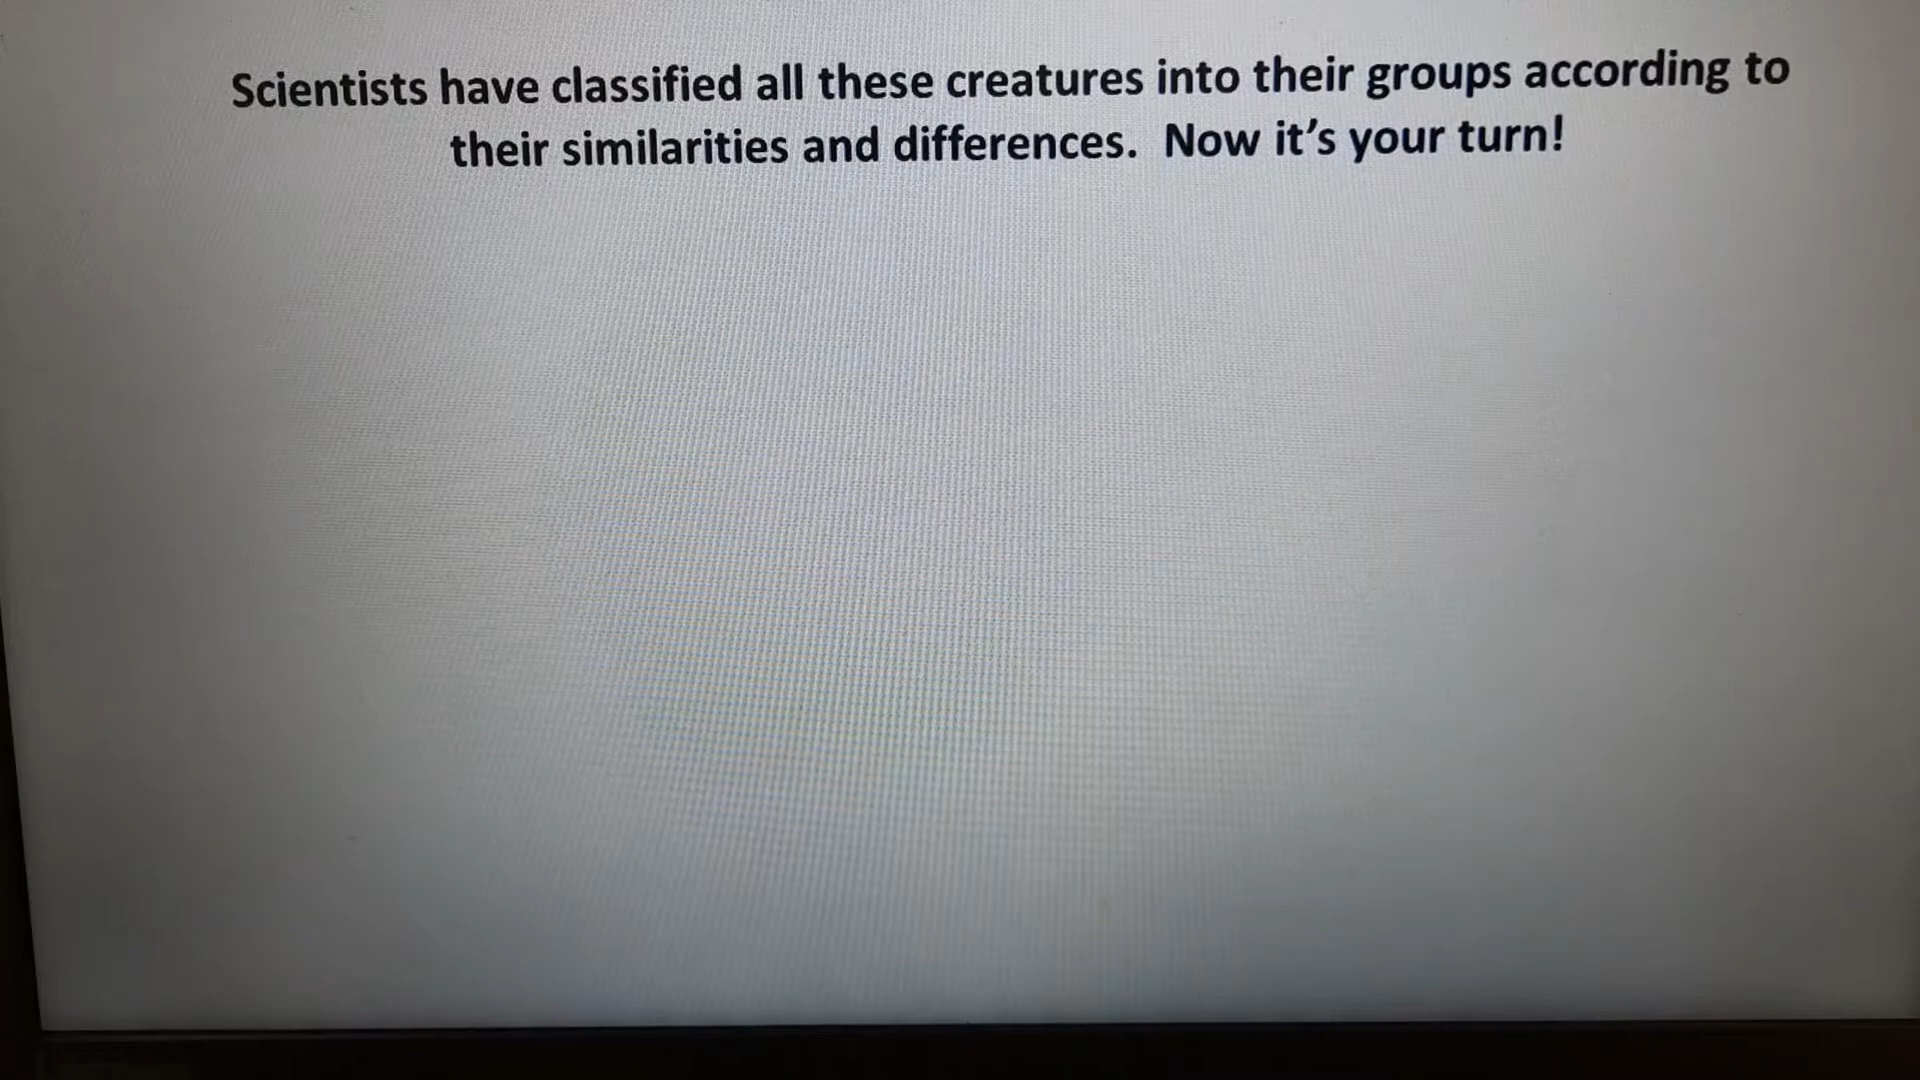 Scientists have classified all these creatures into their groups according to
their similarities and differences.  Now it’s your turn!